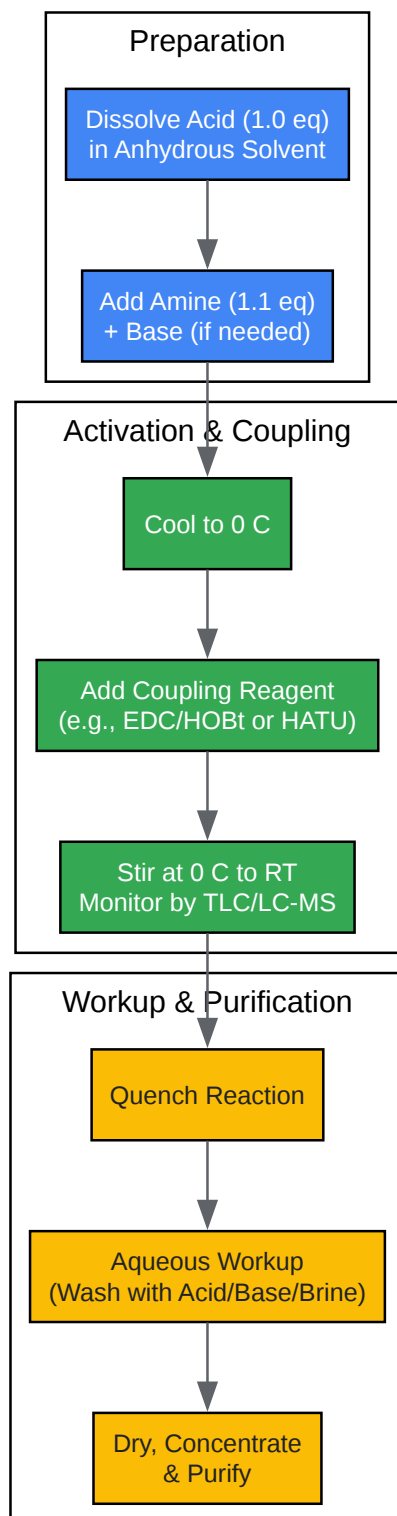 Preparation
Dissolve Acid (1.0 eq)
in Anhydrous Solvent
Add Amine (1.1 eq)
+ Base (if needed)
Activation & Coupling
Cool to 0 C
Add Coupling Reagent
(e.g., EDC/HOBt or HATU)
Stir at 0 C to RT
Monitor by TLC/LC-MS
Workup & Purification
Quench Reaction
Aqueous Workup
(Wash with Acid/Base/Brine)
Dry, Concentrate
& Purify